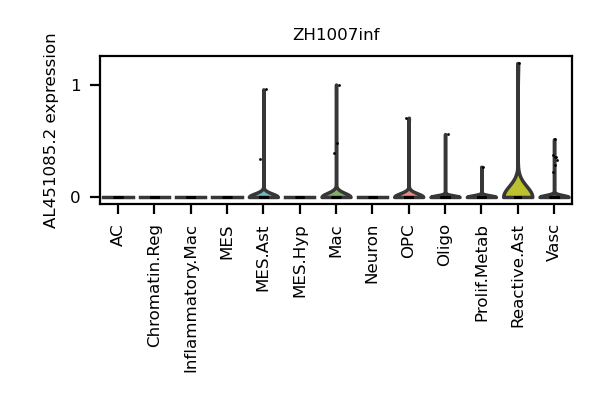 ZH1007inf
AL451085.2 expression
1
0
AC
Chromatin.Reg
Inflammatory.Mac
MES
MES.Ast
MES.Hyp
Mac
Neuron
OPC
Oligo
Prolif.Metab
Reactive.Ast
Vasc